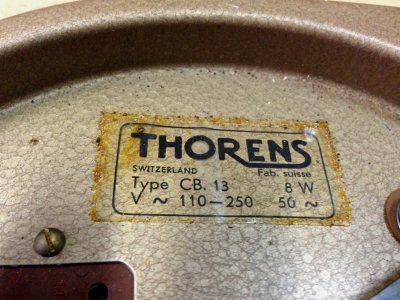 THORENS
SWITZERLAND Fab. suisse
Type CB. 13 8 W
V ~ 110-250 50 ~